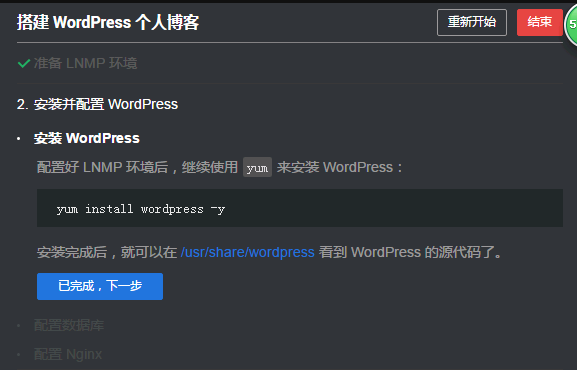 搭建 WordPress 个人博客
重新开始
结束
5
准备 LNMP 环境
2. 安装并配置 WordPress
安装 WordPress
配置好 LNMP 环境后，继续使用 yum 来安装 WordPress：
yum install wordpress -y
安装完成后，就可以在 /usr/share/wordpress 看到 WordPress 的源代码了。
已完成，下一步
配置数据库
配置 Nginx